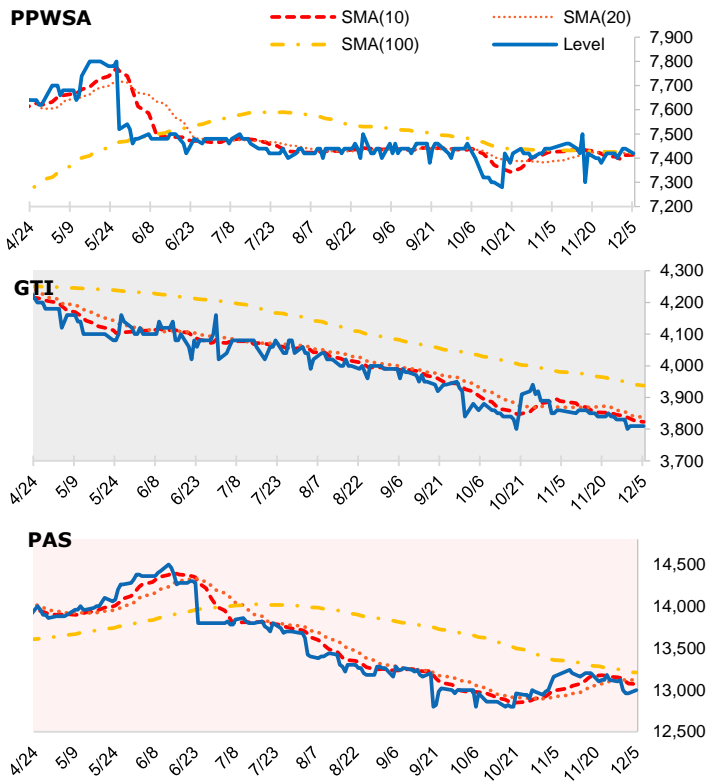 PPWSA
SMA(10)
SMA(20)
SMA(100)
Level
7,900
7,800
7,700
7,600
7,500
7,400
7,300
7,200
4/24 5/9 5/24 6/8 6/23 7/8 7/23 8/7 8/22 9/6 9/21 10/6 10/21 11/5 11/20 12/5
GTI
4,300
4,200
4,100
4,000
3,900
3,800
3,700
4/24 5/9 5/24 6/8 6/23 7/8 7/23 8/7 8/22 9/6 9/21 10/6 10/21 11/5 11/20 12/5
PAS
14,500
14,000
13,500
13,000
12,500
4/24 5/9 5/24 6/8 6/23 7/8 7/23 8/7 8/22 9/6 9/21 10/6 10/21 11/5 11/20 12/5